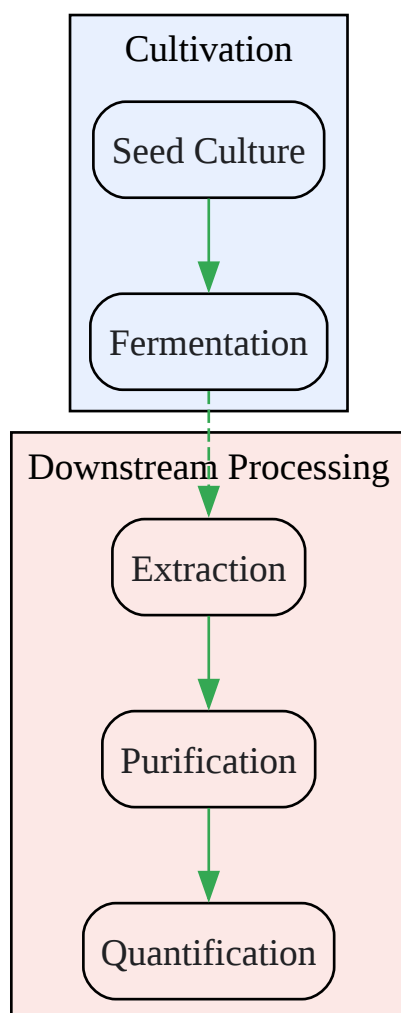 Cultivation
Seed Culture
Fermentation
Downstream Processing
Extraction
Purification
Quantification